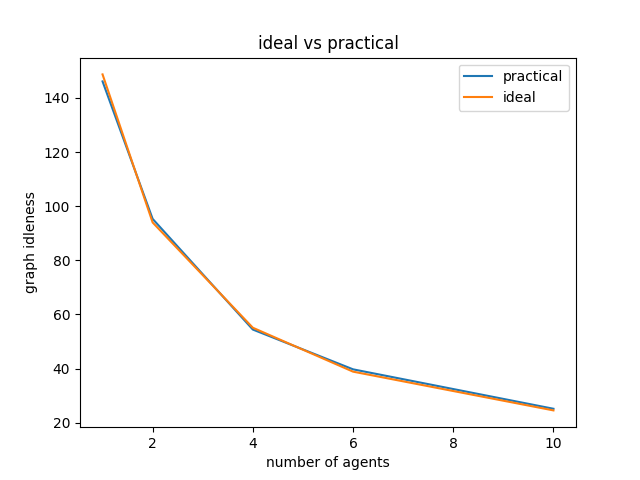 ideal vs practical
practical
ideal
140
120
100
80
60
40
20
graph idleness
2 4 6 8 10
number of agents